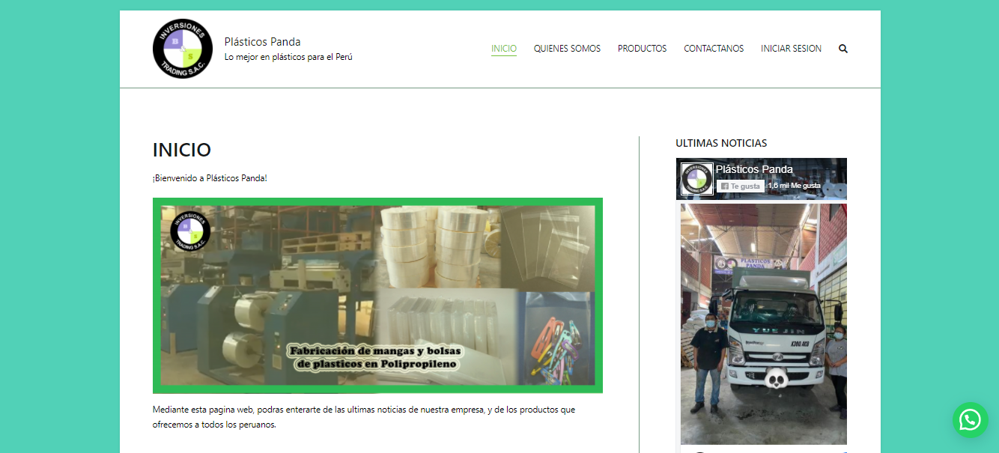 INVERSIONES
B & S
TRADING S.A.C.
Plásticos Panda
Lo mejor en plásticos para el Perú
INICIO
QUIENES SOMOS
PRODUCTOS
CONTACTANOS
INICIAR SESION
INICIO
¡Bienvenido a Plásticos Panda!
INVERSIONES
B & S
TRADING S.A.C.
Fabricación de mangas y bolsas
de plasticos en Polipropileno
Mediante esta pagina web, podras enterarte de las ultimas noticias de nuestra empresa, y de los productos que
ofrecemos a todos los peruanos.
ULTIMAS NOTICIAS
Plásticos Panda
Te gusta
1,6 mil Me gusta
PLASTICOS
PANDA
YUEJIN